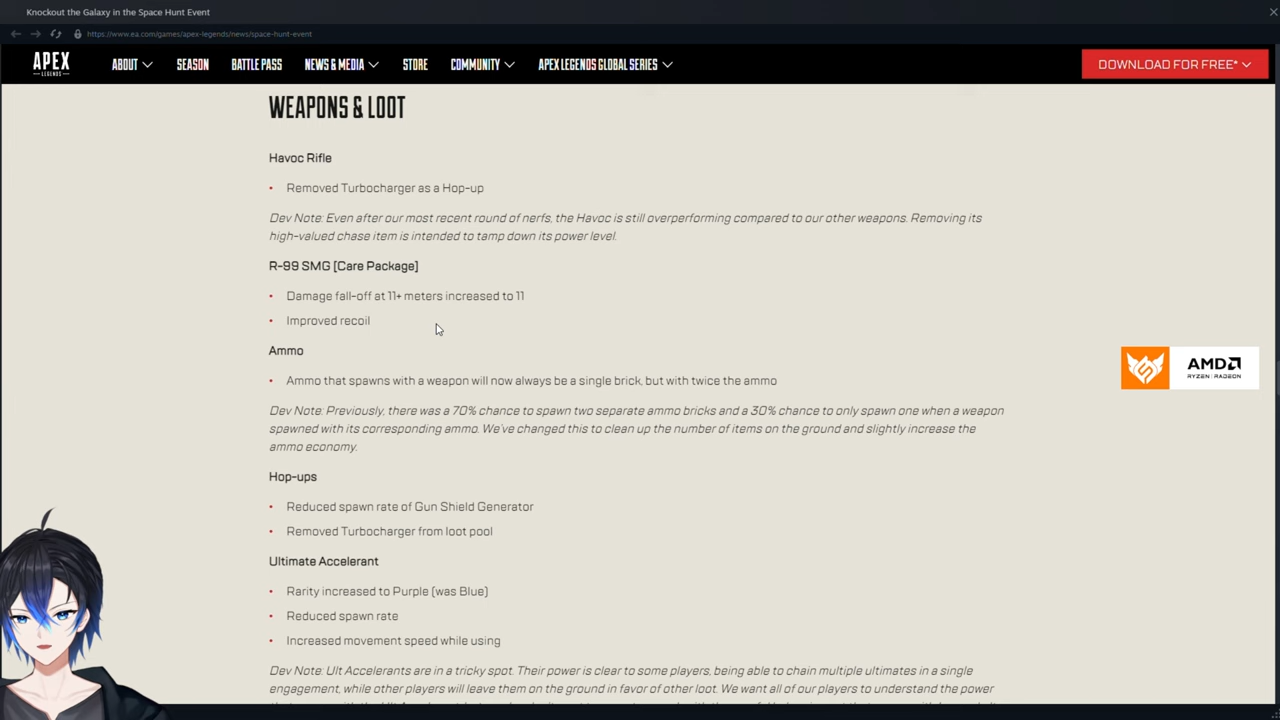 Knockout the Galaxy in the Space Hunt Event
https://www.ea.com/games/apex-legends/news/space-hunt-event
APEX
LEGENDS
ABOUT
SEASON
BATTLE PASS
NEWS & MEDIA
STORE
COMMUNITY
APEX LEGENDS GLOBAL SERIES
DOWNLOAD FOR FREE*
WEAPONS & LOOT
Havoc Rifle
• Removed Turbocharger as a Hop-up
Dev Note: Even after our most recent round of nerfs, the Havoc is still overperforming compared to our other weapons. Removing its
high-valued chase item is intended to tamp down its power level.
R-99 SMG [Care Package]
• Damage fall-off at 11+ meters increased to 11
• Improved recoil
Ammo
• Ammo that spawns with a weapon will now always be a single brick, but with twice the ammo
Dev Note: Previously, there was a 70% chance to spawn two separate ammo bricks and a 30% chance to only spawn one when a weapon
spawned with its corresponding ammo. We've changed this to clean up the number of items on the ground and slightly increase the
ammo economy.
AMD
RYZEN | RADEON
Hop-ups
• Reduced spawn rate of Gun Shield Generator
• Removed Turbocharger from loot pool
Ultimate Accelerant
• Rarity increased to Purple (was Blue)
• Reduced spawn rate
• Increased movement speed while using
Dev Note: Ult Accelerants are in a tricky spot. Their power is clear to some players, being able to chain multiple ultimates in a single
engagement, while other players will leave them on the ground in favor of other loot. We want all of our players to understand the power